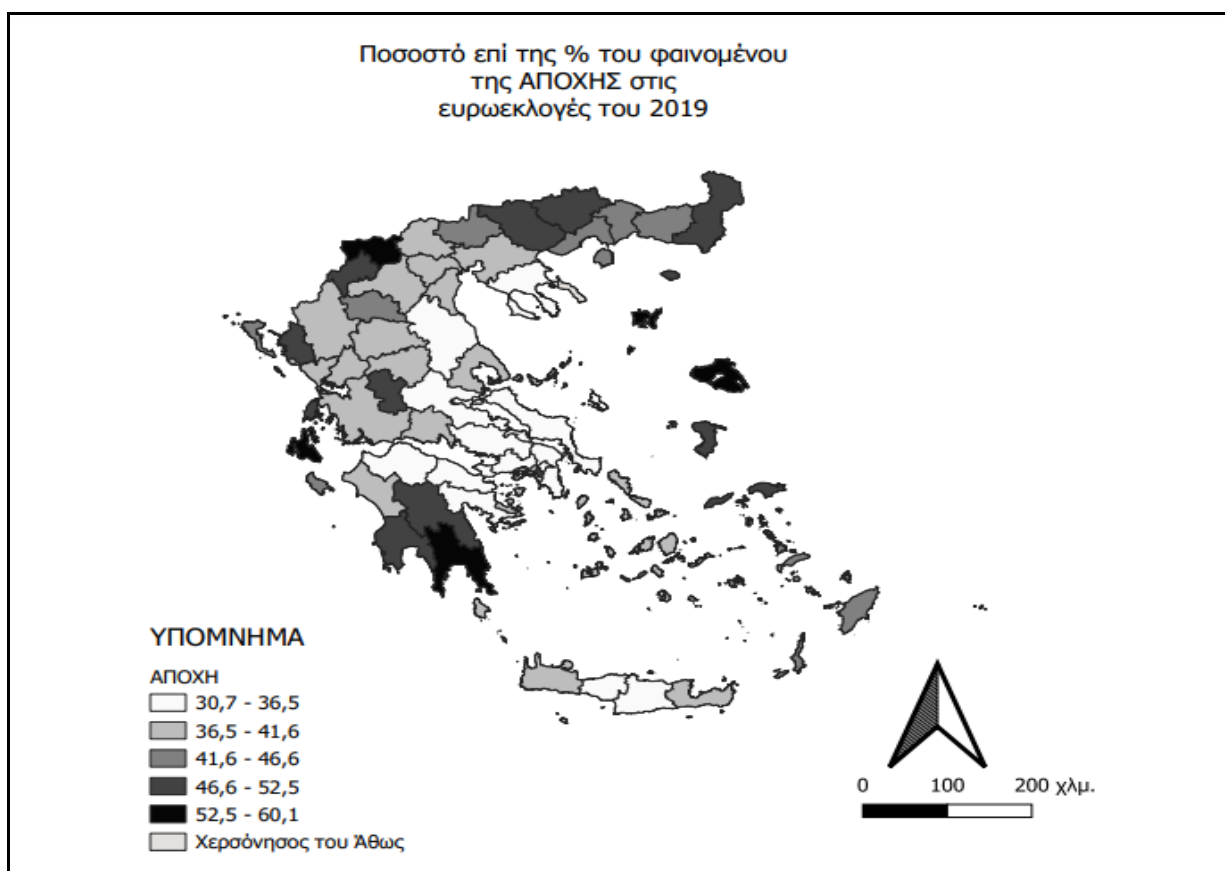 Ποσοστό επί της % του φαινομένου
της ΑΠΟΧΗΣ στις
ευρωεκλογές του 2019
ΥΠΟΜΝΗΜΑ
ΑΠΟΧΗ
30,7 - 36,5
36,5 - 41,6
41,6 - 46,6
46,6 - 52,5
52,5 - 60,1
Χερσόνησος του Άθως
0 100 200 χλμ.